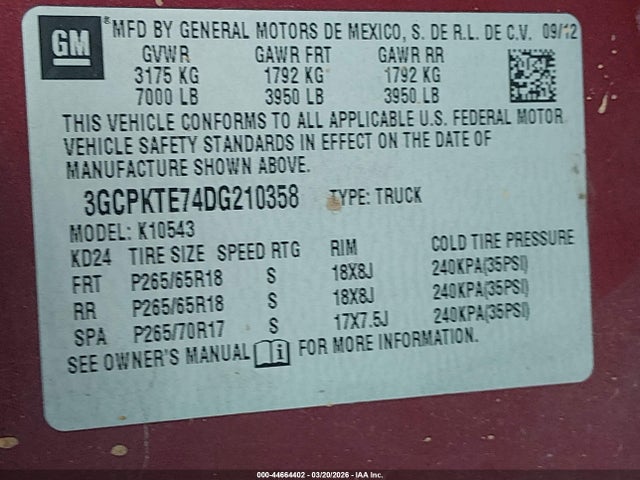 GM MFD BY GENERAL MOTORS DE MEXICO, S. DE R.L. DE C.V. 09/12
GVWR GAWR FRT GAWR RR
3175 KG 1792 KG 1792 KG
7000 LB 3950 LB 3950 LB
THIS VEHICLE CONFORMS TO ALL APPLICABLE U.S. FEDERAL MOTOR
VEHICLE SAFETY STANDARDS IN EFFECT ON THE DATE OF
MANUFACTURE SHOWN ABOVE.
3GCPKTE74DG210358 TYPE: TRUCK
MODEL: K10543
KD24 TIRE SIZE SPEED RTG RIM COLD TIRE PRESSURE
FRT P265/65R18 S 18X8J 240KPA(35PSI)
RR P265/65R18 S 18X8J 240KPA(35PSI)
SPA P265/70R17 S 17X7.5J 240KPA(35PSI)
SEE OWNER'S MANUAL i FOR MORE INFORMATION.
000-44664402 - 03/20/2026 - IAA Inc.